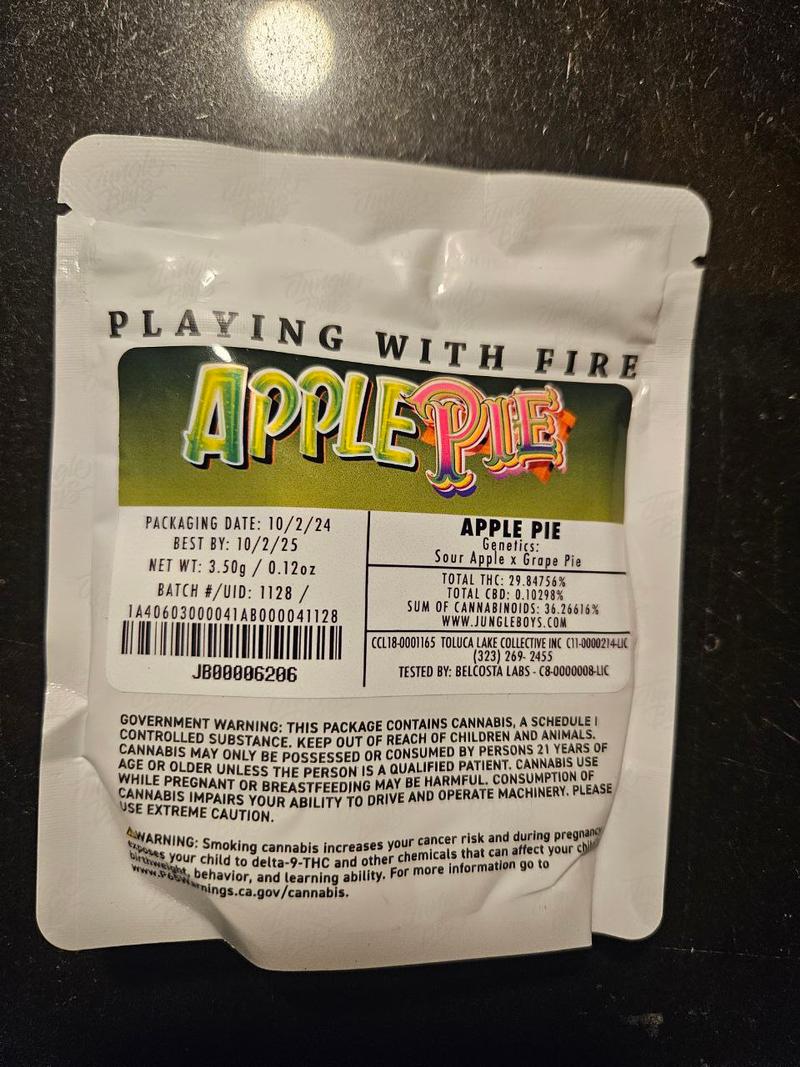 Jungle Boys
PLAYING WITH FIRE
APPLE PIE
PACKAGING DATE: 10/2/24
BEST BY: 10/2/25
NET WT: 3.50g / 0.12oz
BATCH #/UID: 1128 /
1A40603000041AB000041128
JB00006206
APPLE PIE
Genetics:
Sour Apple x Grape Pie
TOTAL THC: 29.84756%
TOTAL CBD: 0.10298%
SUM OF CANNABINOIDS: 36.26616%
WWW.JUNGLEBOYS.COM
CCL18-0001165 TOLUCA LAKE COLLECTIVE INC C11-0000214-LIC
(323) 269- 2455
TESTED BY: BELCOSTA LABS - C8-0000008-LIC
GOVERNMENT WARNING: THIS PACKAGE CONTAINS CANNABIS, A SCHEDULE I
CONTROLLED SUBSTANCE. KEEP OUT OF REACH OF CHILDREN AND ANIMALS.
CANNABIS MAY ONLY BE POSSESSED OR CONSUMED BY PERSONS 21 YEARS OF
AGE OR OLDER UNLESS THE PERSON IS A QUALIFIED PATIENT. CANNABIS USE
WHILE PREGNANT OR BREASTFEEDING MAY BE HARMFUL. CONSUMPTION OF
CANNABIS IMPAIRS YOUR ABILITY TO DRIVE AND OPERATE MACHINERY. PLEASE
USE EXTREME CAUTION.
WARNING: Smoking cannabis increases your cancer risk and during pregnancy
exposes your child to delta-9-THC and other chemicals that can affect your child's
birthweight, behavior, and learning ability. For more information go to
www.P65Warnings.ca.gov/cannabis.